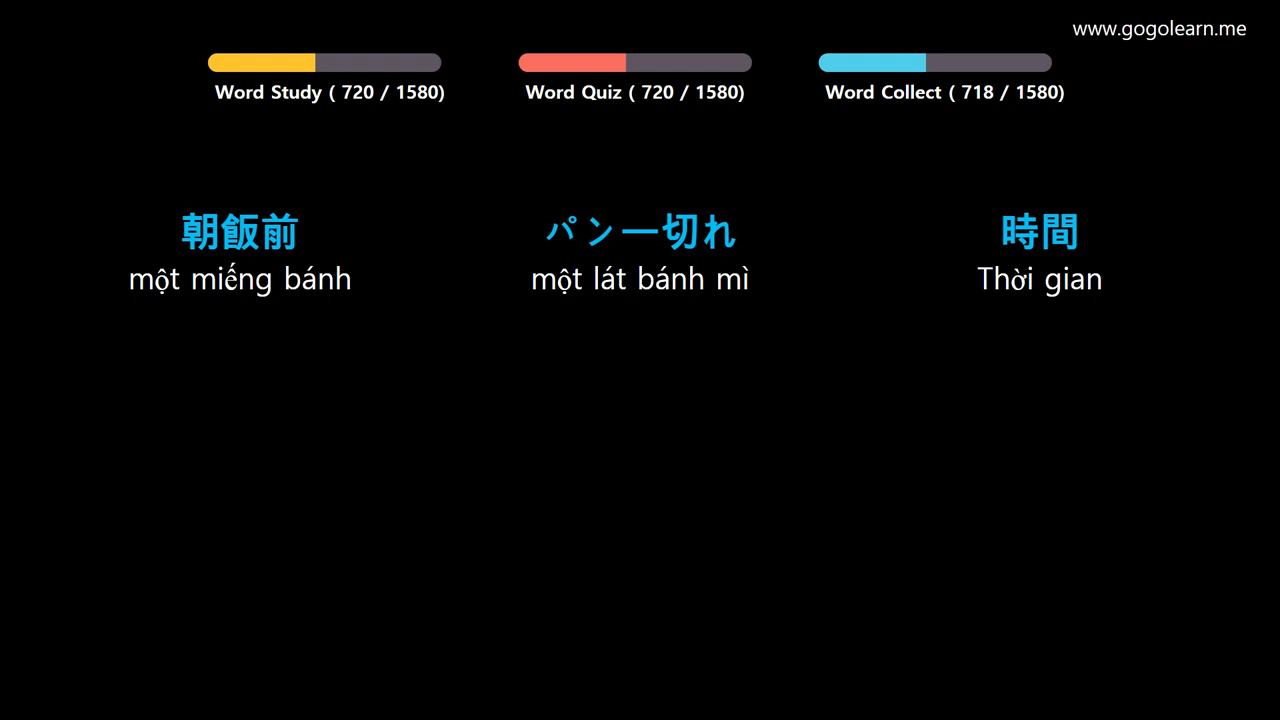 www.gogolearn.me
Word Study ( 720 / 1580)
Word Quiz ( 720 / 1580)
Word Collect ( 718 / 1580)
朝飯前
một miếng bánh
パン一切れ
một lát bánh mì
時間
Thời gian